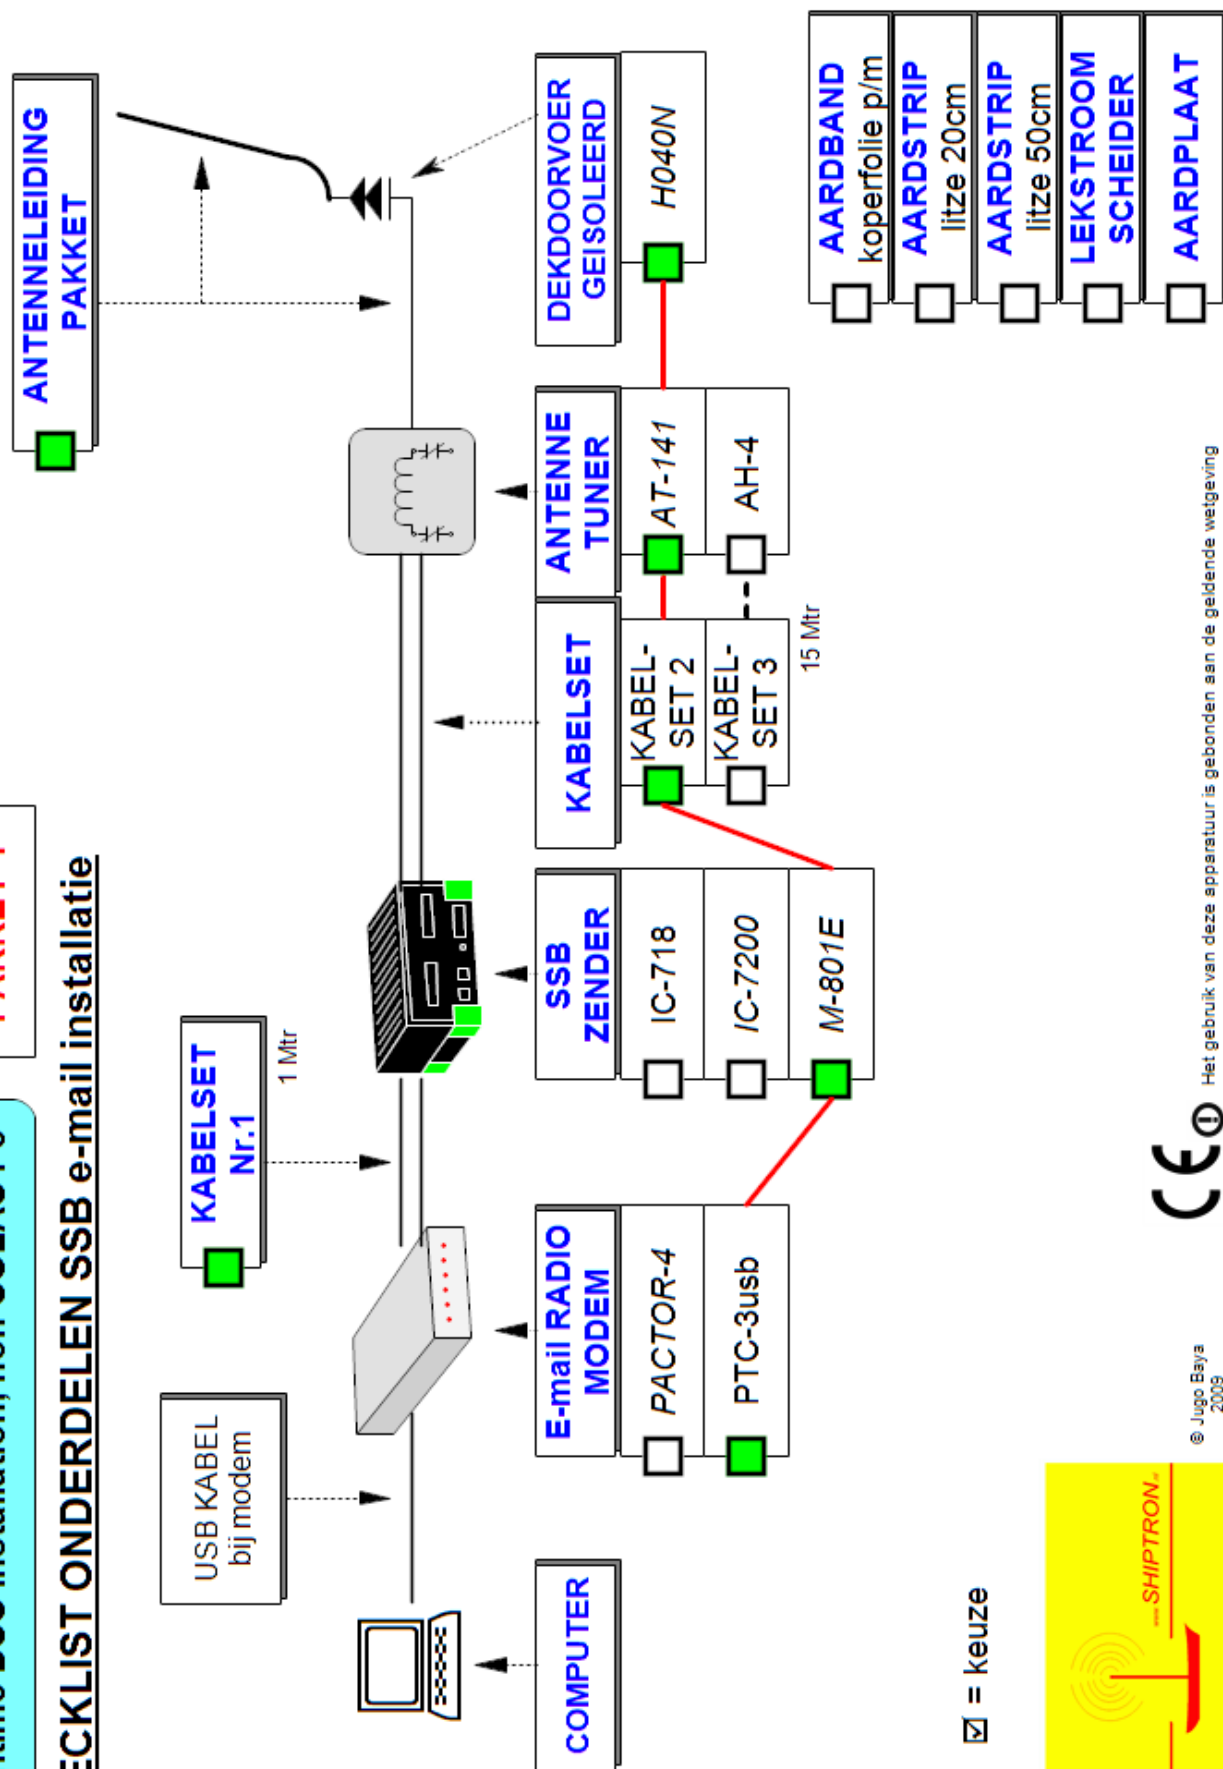 ECKLIST ONDERDELEN SSB e-mail installatie
USB KABEL
bij modem
KABELSET
Nr.1
1 Mtr
ANTENNELEIDING
PAKKET
COMPUTER
E-mail RADIO
MODEM
PACTOR-4
PTC-3usb
SSB
ZENDER
IC-718
IC-7200
M-801E
KABELSET
KABEL-
SET 2
KABEL-
SET 3
15 Mtr
ANTENNE
TUNER
AT-141
AH-4
DEKDOORVOER
GEISOLEERD
H040N
AARDBAND
koperfolie p/m
AARDSTRIP
litze 20cm
AARDSTRIP
litze 50cm
LEKSTROOM
SCHEIDER
AARDPLAAT
☑ = keuze
SHIPTRON
© Jugo Baya
2009
CE Het gebruik van deze apparatuur is gebonden aan de geldende wetgeving